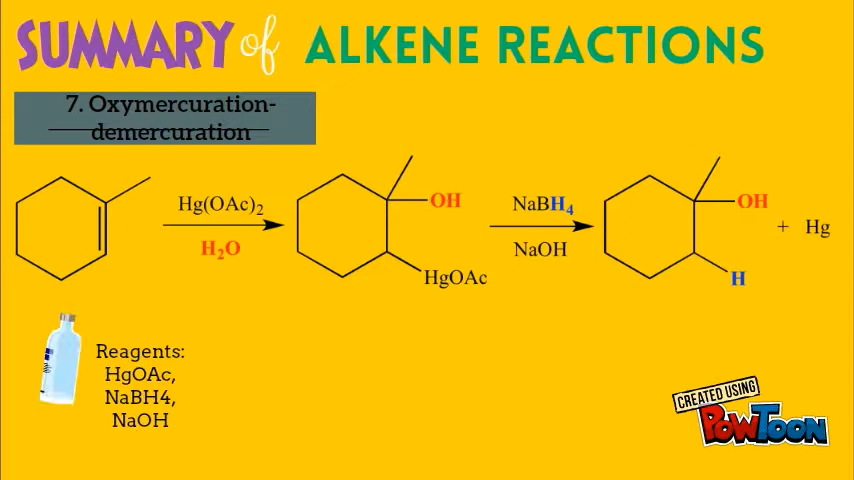 SUMMARY of ALKENE REACTIONS
7. Oxymercuration-
demercuration
Hg(OAc)2
H2O
OH
HgOAc
NaBH4
NaOH
OH
H
+ Hg
Reagents:
HgOAc,
NaBH4,
NaOH
CREATED USING
POWTOON